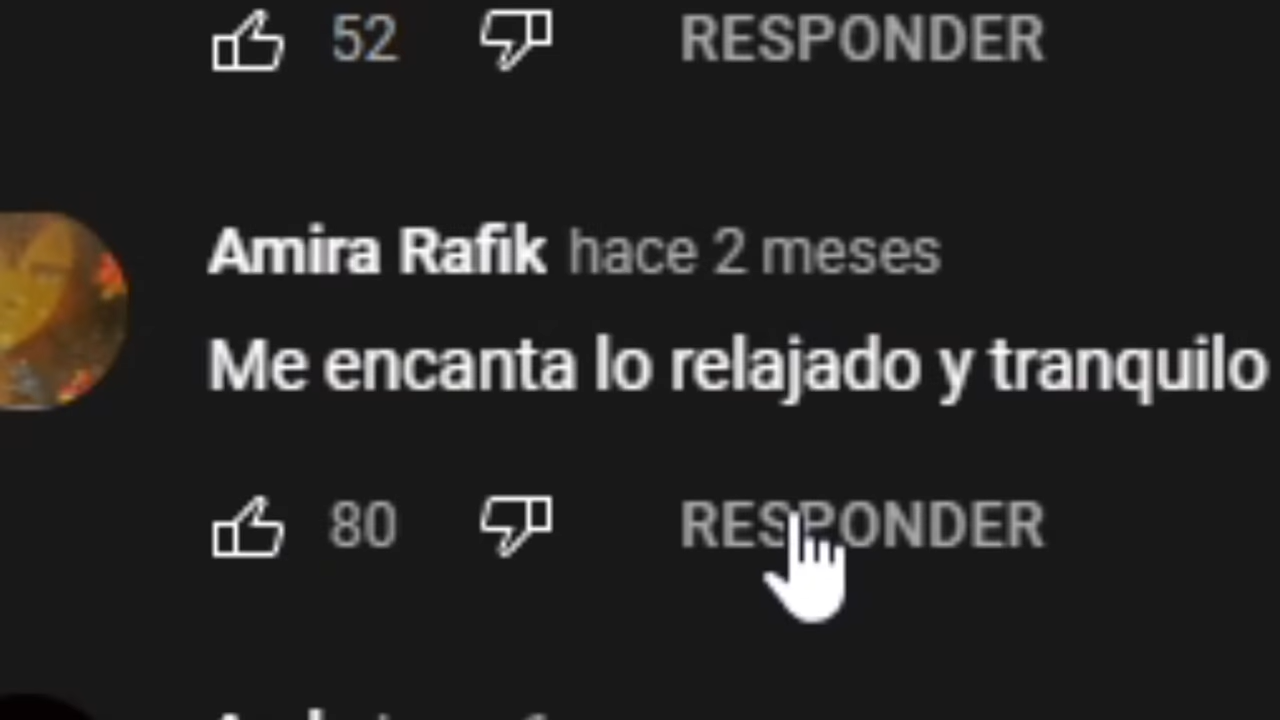 52 RESPONDER
Amira Rafik hace 2 meses
Me encanta lo relajado y tranquilo
80 RESPONDER